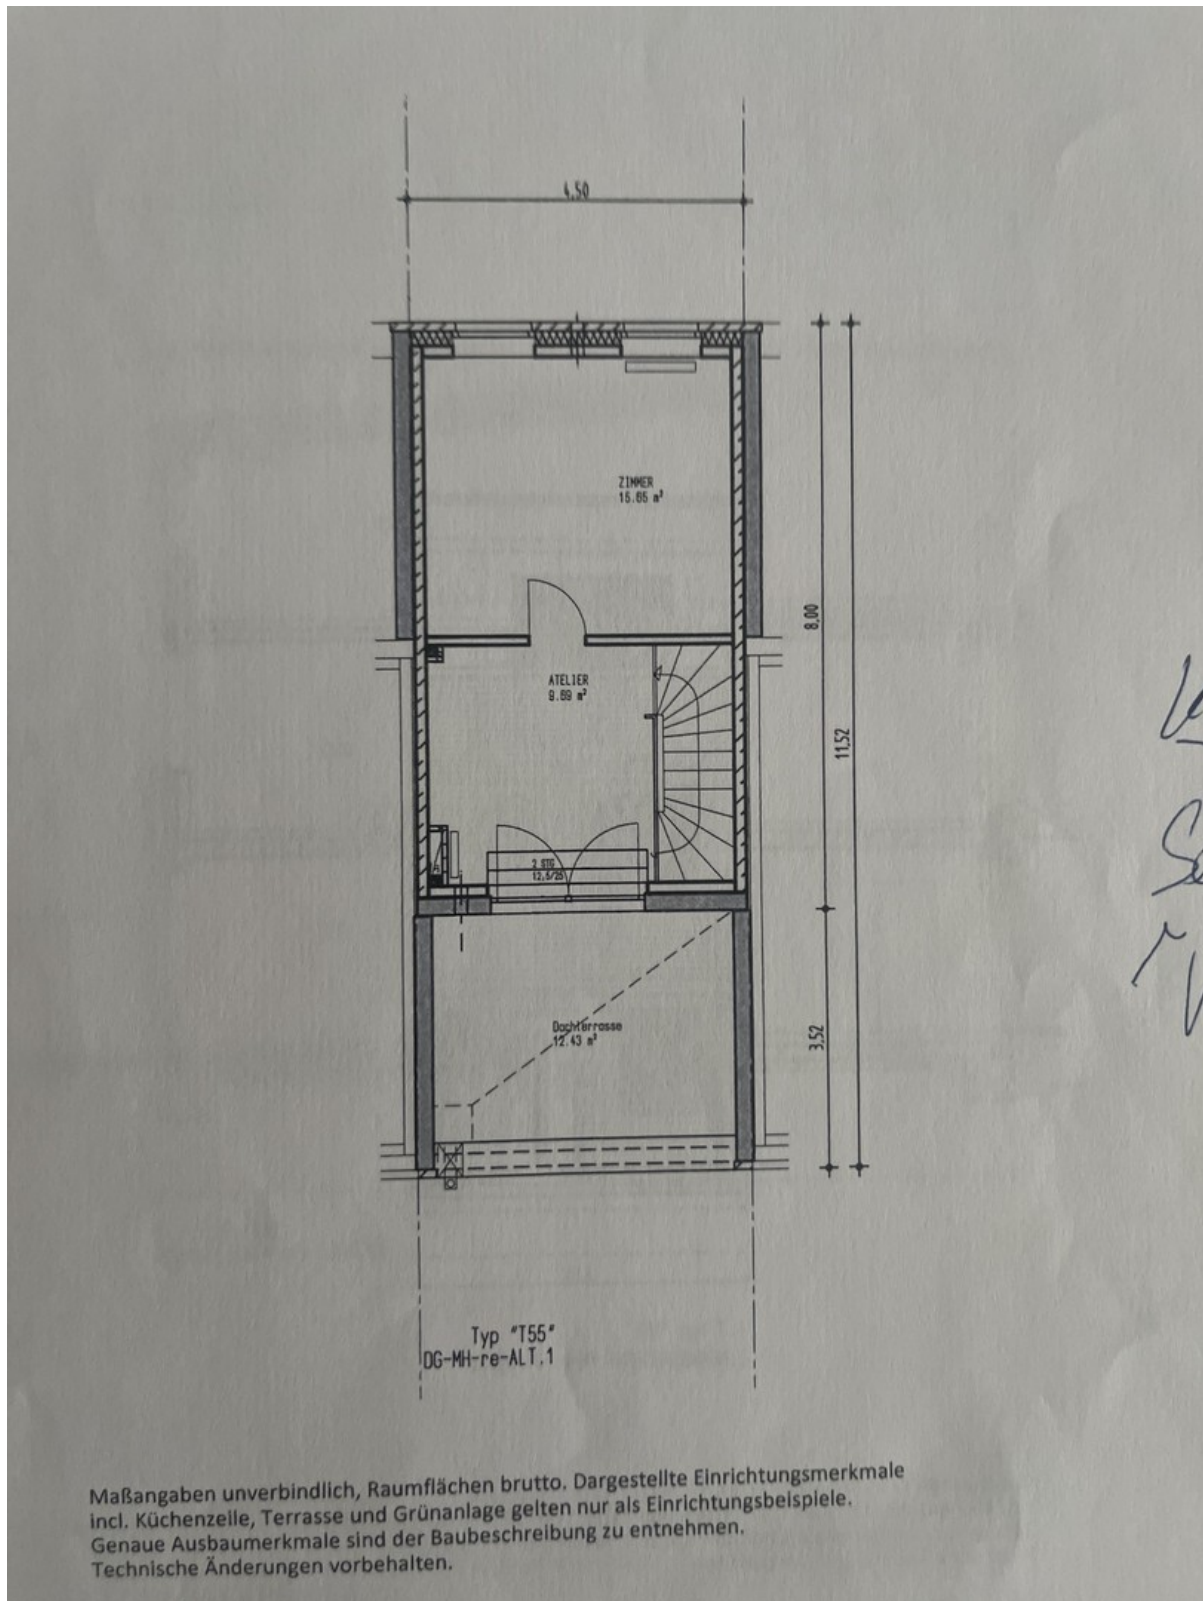 4.50
ZIMMER
15.65 m²
8,00
ATELIER
9.69 m²
11,52
2 STG
12,5/25
Dachterrasse
12.43 m²
3,52
Typ "T55"
DG-MH-re-ALT.1
Maßangaben unverbindlich, Raumflächen brutto. Dargestellte Einrichtungsmerkmale
incl. Küchenzeile, Terrasse und Grünanlage gelten nur als Einrichtungsbeispiele.
Genaue Ausbaumerkmale sind der Baubeschreibung zu entnehmen.
Technische Änderungen vorbehalten.